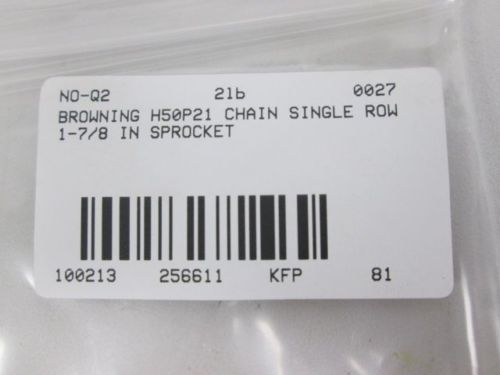 NO-Q2 2lb 0027
BROWNING H50P21 CHAIN SINGLE ROW
1-7/8 IN SPROCKET
100213 256611 KFP 81